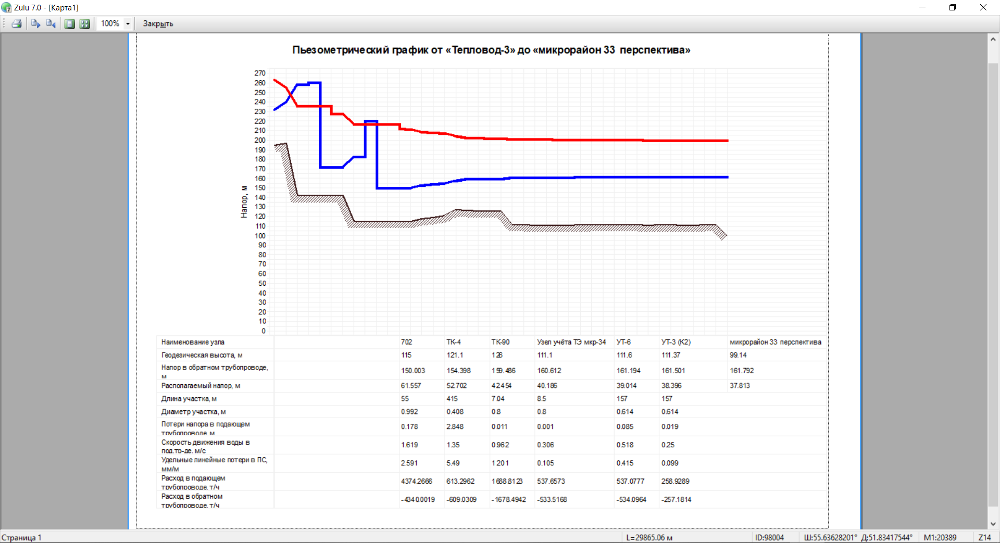 Zulu 7.0 - [Карта1]
100% Закрыть
Пьезометрический график от «Тепловод-3» до «микрорайон 33 перспектива»
270
260
250
240
230
220
210
200
190
180
170
160
150
140
130
120
110
100
90
80
70
60
50
40
30
20
10
0
Напор, м
Наименование узла 702 ТК-4 ТК-90 Узел учёта ТЭ мкр-34 УТ-6 УТ-3 (К2) микрорайон 33 перспектива
Геодезическая высота, м 115 121.1 126 111.1 111.6 111.37 99.14
Напор в обратном трубопроводе,
м 150.003 154.398 159.486 160.612 161.194 161.501 161.792
Располагаемый напор, м 61.557 52.702 42.454 40.186 39.014 38.396 37.813
Длина участка, м 55 415 7.04 8.5 157 157
Диаметр участка, м 0.992 0.408 0.8 0.8 0.614 0.614
Потери напора в подающем
трубопроводе, м 0.178 2.848 0.011 0.001 0.085 0.019
Скорость движения воды в
под.тр-де, м/с 1.619 1.35 0.962 0.306 0.518 0.25
Удельные линейные потери в ПС,
мм/м 2.591 5.49 1.201 0.105 0.415 0.099
Расход в подающем
трубопроводе, т/ч 4374.2666 613.2962 1688.8123 537.6573 537.0777 258.9289
Расход в обратном
трубопроводе, т/ч -4340.0019 -609.0309 -1678.4942 -533.5168 -534.0964 -257.1814
Страница 1 L=29865.06 м ID:98004 Ш:55.63628201° Д:51.83417544° М1:20389 Z14